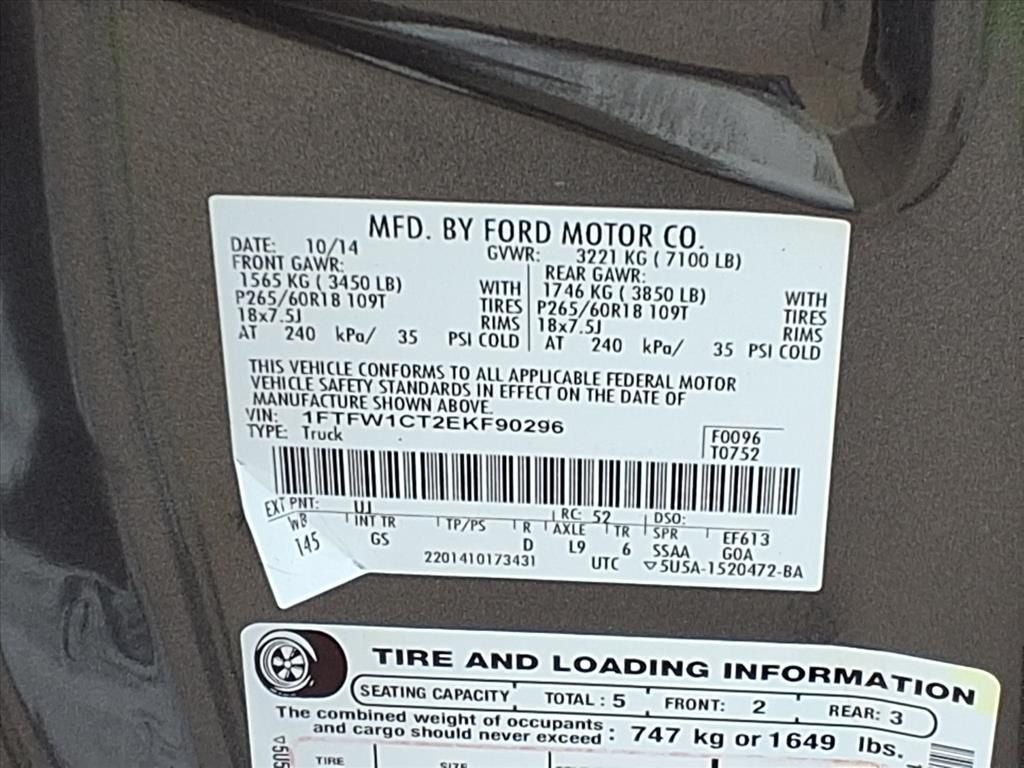 MFD. BY FORD MOTOR CO.
DATE: 10/14 GVWR: 3221 KG ( 7100 LB)
FRONT GAWR: REAR GAWR:
1565 KG ( 3450 LB) WITH 1746 KG ( 3850 LB) WITH
P265/60R18 109T TIRES P265/60R18 109T TIRES
18x7.5J RIMS 18x7.5J RIMS
AT 240 kPa/ 35 PSI COLD AT 240 kPa/ 35 PSI COLD
THIS VEHICLE CONFORMS TO ALL APPLICABLE FEDERAL MOTOR
VEHICLE SAFETY STANDARDS IN EFFECT ON THE DATE OF
MANUFACTURE SHOWN ABOVE.
VIN: 1FTFW1CT2EKF90296
TYPE: Truck
F0096
T0752
EXT PNT: UJ RC: 52 DSO:
WB INT TR TP/PS R AXLE TR SPR EF613
145 GS D L9 6 SSAA GOA
2201410173431 UTC ▽5U5A-1520472-BA
TIRE AND LOADING INFORMATION
SEATING CAPACITY TOTAL : 5 FRONT: 2 REAR: 3
The combined weight of occupants
and cargo should never exceed : 747 kg or 1649 lbs.
TIRE SIZE
▽5U5